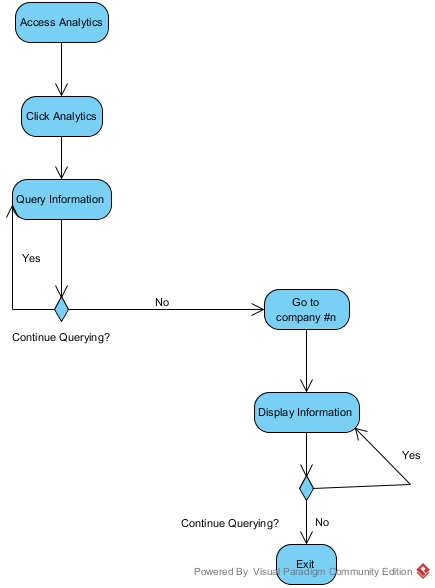 Access Analytics
Click Analytics
Query Information
Yes
No
Continue Querying?
Go to
company #n
Display Information
Yes
Continue Querying?
No
Exit
Powered By Visual Paradigm Community Edition